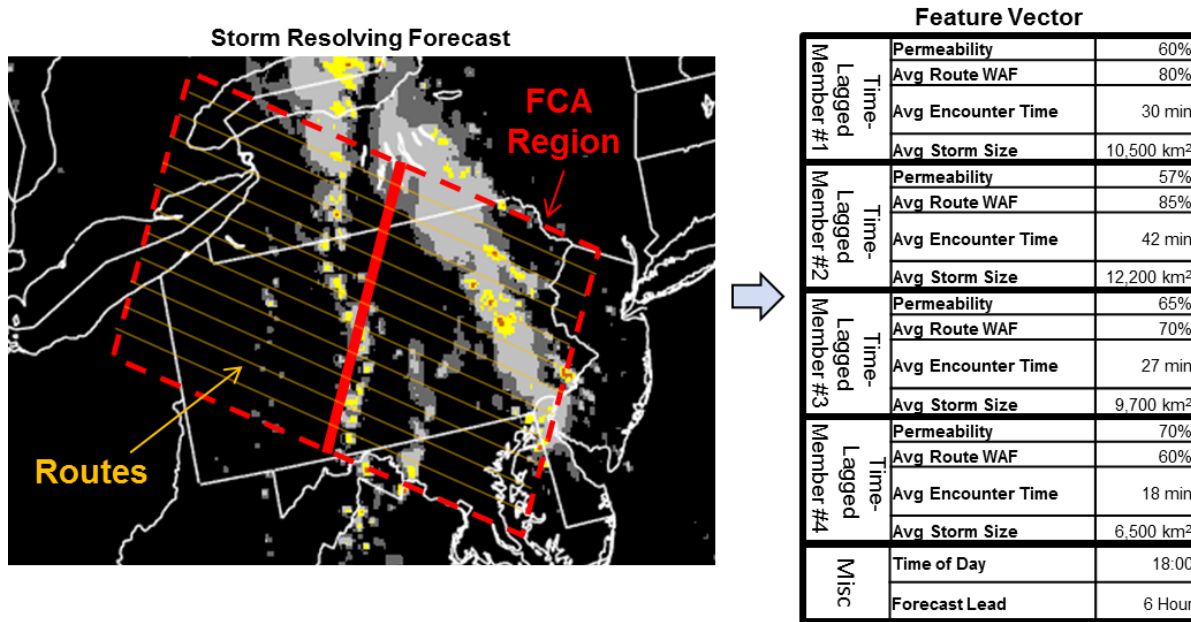 Storm Resolving Forecast
FCA
Region
Routes
Feature Vector
Time-
Lagged
Member #1
Permeability 60%
Avg Route WAF 80%
Avg Encounter Time 30 min
Avg Storm Size 10,500 km²
Time-
Lagged
Member #2
Permeability 57%
Avg Route WAF 85%
Avg Encounter Time 42 min
Avg Storm Size 12,200 km²
Time-
Lagged
Member #3
Permeability 65%
Avg Route WAF 70%
Avg Encounter Time 27 min
Avg Storm Size 9,700 km²
Time-
Lagged
Member #4
Permeability 70%
Avg Route WAF 60%
Avg Encounter Time 18 min
Avg Storm Size 6,500 km²
Misc
Time of Day 18:00
Forecast Lead 6 Hour